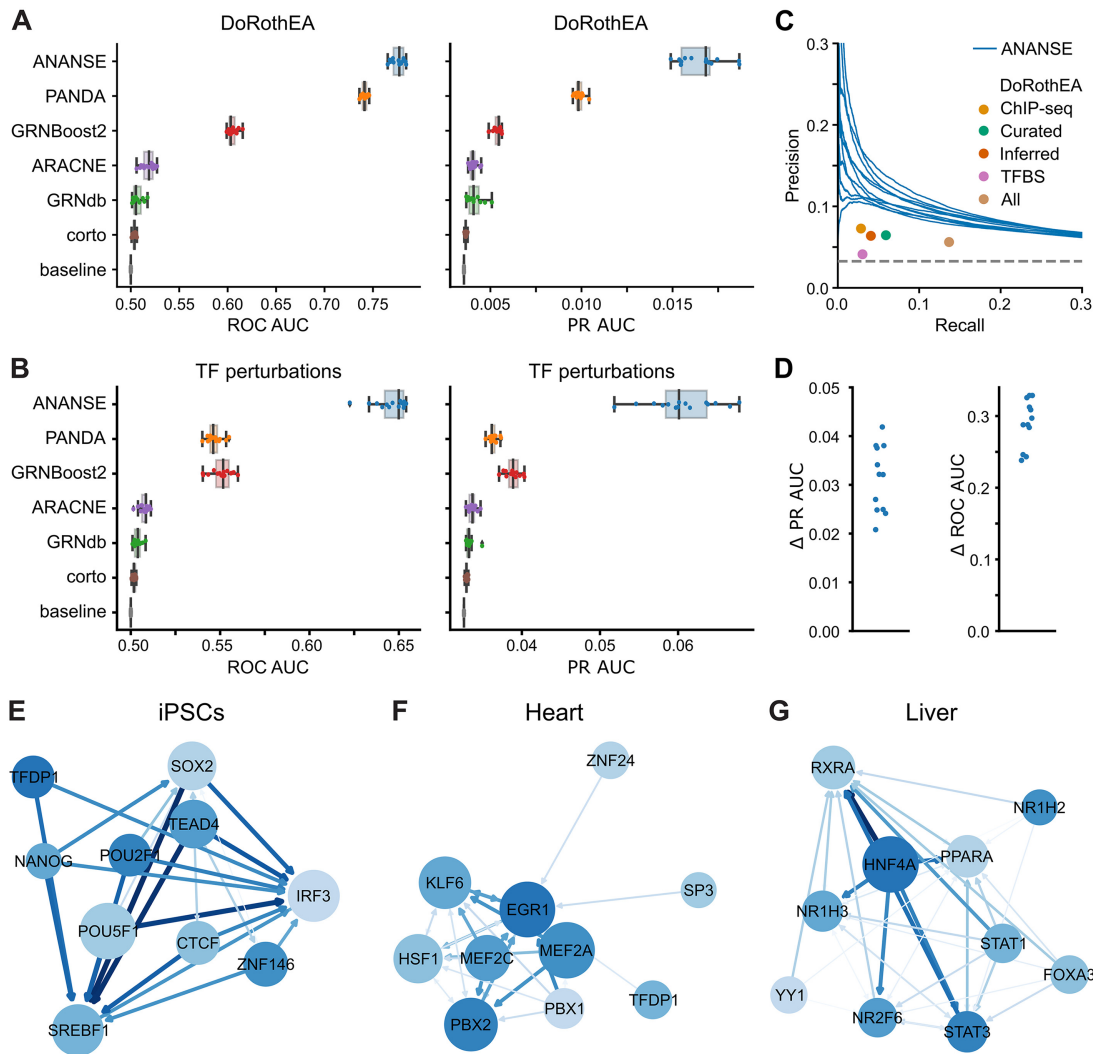 A
DoRothEA
ANANSE
PANDA
GRNBoost2
ARACNE
GRNdb
corto
baseline
0.50
0.55
0.60
0.65
0.70
0.75
ROC AUC
0.005
0.010
0.015
PR AUC
C
0.3
0.2
0.1
0.0
Precision
ANANSE
DoRothEA
ChIP-seq
Curated
Inferred
TFBS
All
0.0
0.1
0.2
0.3
Recall
B
TF perturbations
TF perturbations
ANANSE
PANDA
GRNBoost2
ARACNE
GRNdb
corto
baseline
0.50
0.55
0.60
0.65
ROC AUC
0.04
0.05
0.06
PR AUC
D
0.05
0.04
0.03
0.02
0.01
0.00
Δ PR AUC
0.3
0.2
0.1
0.0
Δ ROC AUC
E
iPSCs
TFDP1
SOX2
TEAD4
NANOG
POU2F1
IRF3
POU5F1
CTCF
ZNF146
SREBF1
F
Heart
ZNF24
KLF6
EGR1
SP3
HSF1
MEF2C
MEF2A
PBX2
PBX1
TFDP1
G
Liver
RXRA
NR1H2
HNF4A
PPARA
NR1H3
STAT1
FOXA3
YY1
NR2F6
STAT3